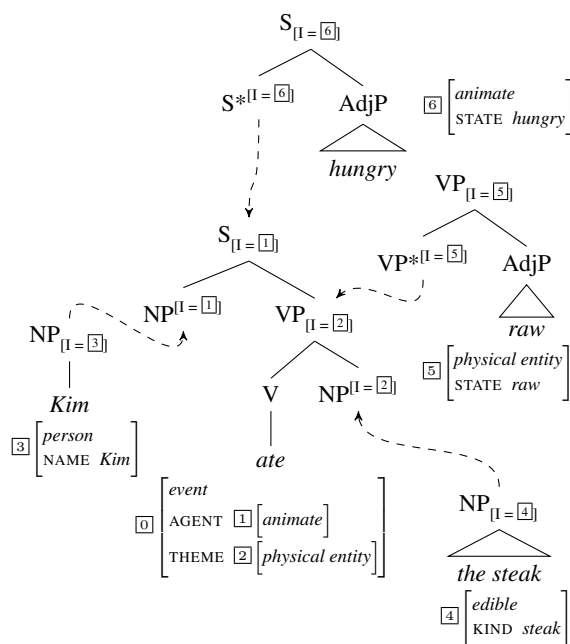 S[I = 6]
S*[I = 6] AdjP
hungry
6 [animate
STATE hungry]
VP[I = 5]
VP*[I = 5] AdjP
raw
5 [physical entity
STATE raw]
S[I = 1]
NP[I = 1] VP[I = 2]
NP[I = 3]
Kim
3 [person
NAME Kim]
V NP[I = 2]
ate
0 [event
AGENT 1 [animate]
THEME 2 [physical entity]]
NP[I = 4]
the steak
4 [edible
KIND steak]